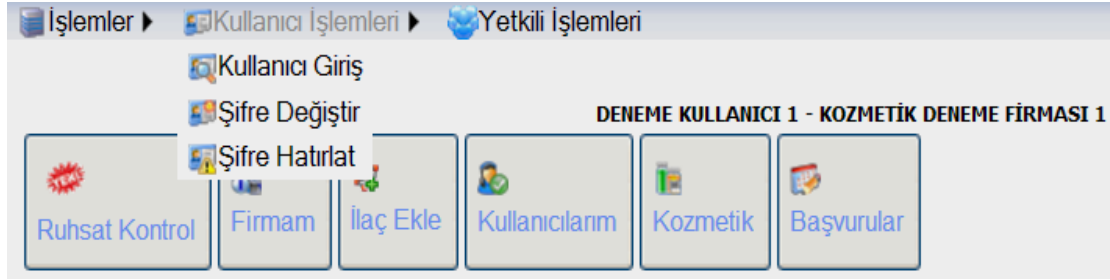 İşlemler Kullanıcı İşlemleri Yetkili İşlemleri
Kullanıcı Giriş
Şifre Değiştir
DENEME KULLANICI 1 - KOZMETİK DENEME FİRMASI 1
Şifre Hatırlat
Ruhsat Kontrol Firmam İlaç Ekle Kullanıcılarım Kozmetik Başvurular